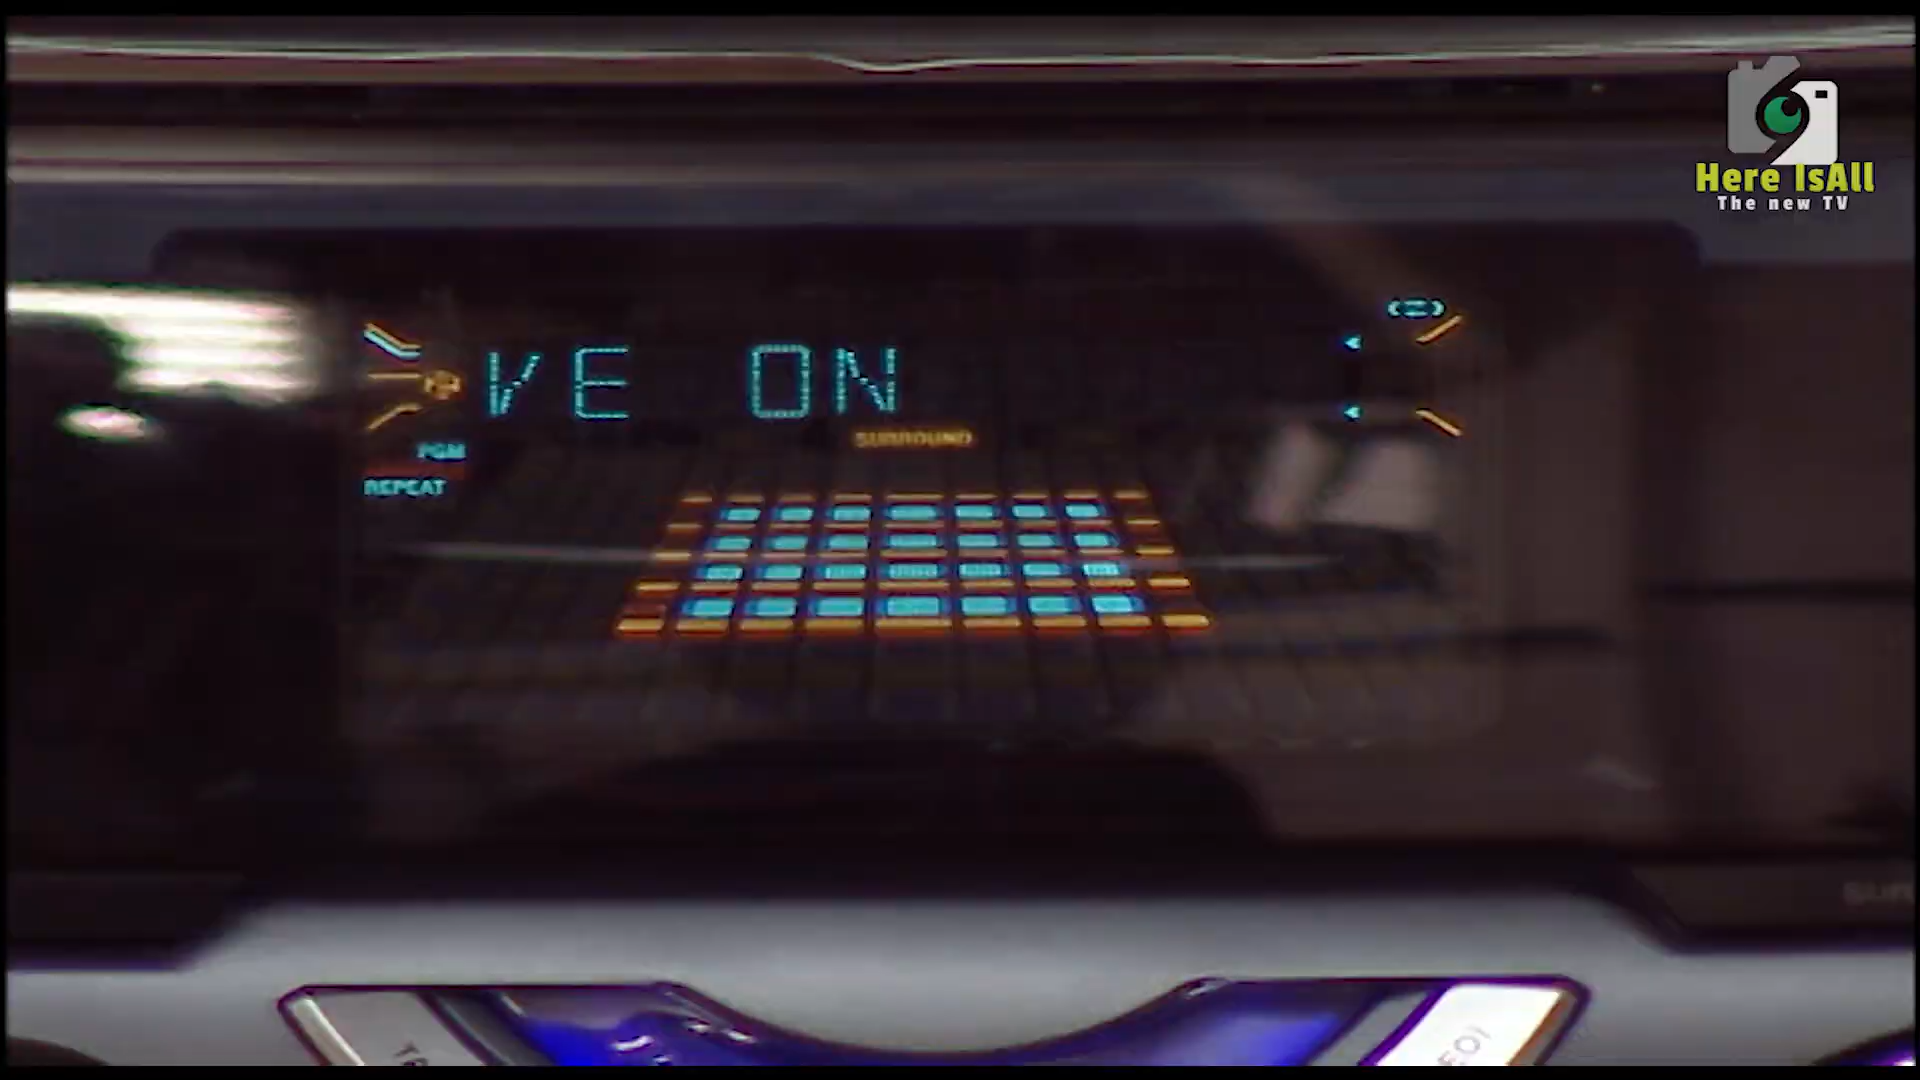 Here IsAll
The new TV
VE ON
SURROUND
PGM
REPEAT